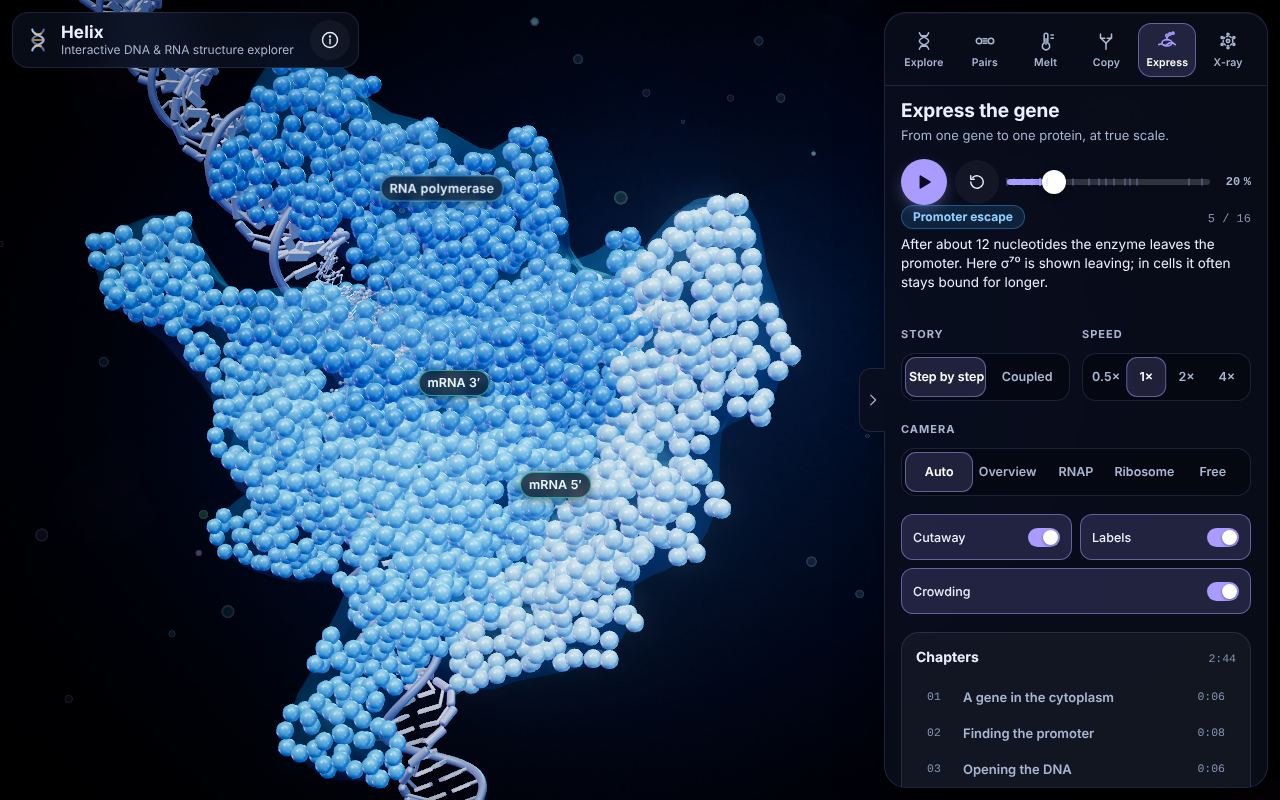 Helix
Interactive DNA & RNA structure explorer
Explore
Pairs
Melt
Copy
Express
X-ray
Express the gene
From one gene to one protein, at true scale.
20 %
Promoter escape
5 / 16
After about 12 nucleotides the enzyme leaves the
promoter. Here σ⁷⁰ is shown leaving; in cells it often
stays bound for longer.
STORY
SPEED
Step by step
Coupled
0.5×
1×
2×
4×
CAMERA
Auto
Overview
RNAP
Ribosome
Free
Cutaway
Labels
Crowding
Chapters
2:44
01 A gene in the cytoplasm 0:06
02 Finding the promoter 0:08
03 Opening the DNA 0:06
RNA polymerase
mRNA 3′
mRNA 5′